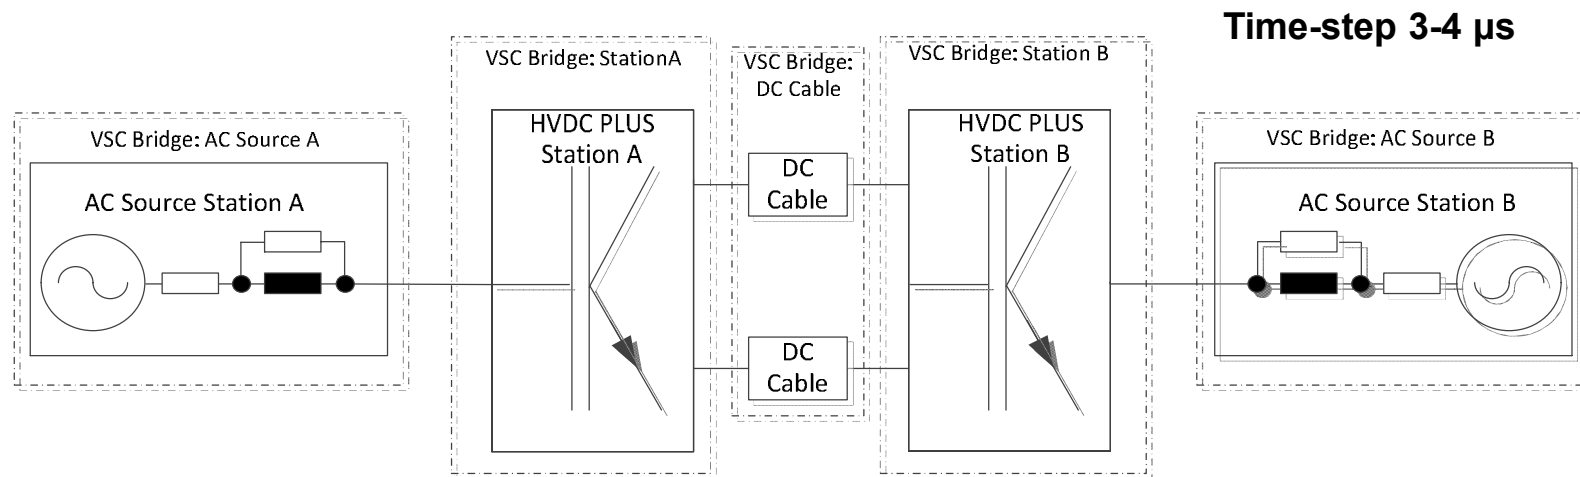 Time-step 3-4 µs
VSC Bridge: StationA
VSC Bridge:
DC Cable
VSC Bridge: Station B
VSC Bridge: AC Source A
VSC Bridge: AC Source B
HVDC PLUS
Station A
HVDC PLUS
Station B
AC Source Station A
DC
Cable
AC Source Station B
DC
Cable